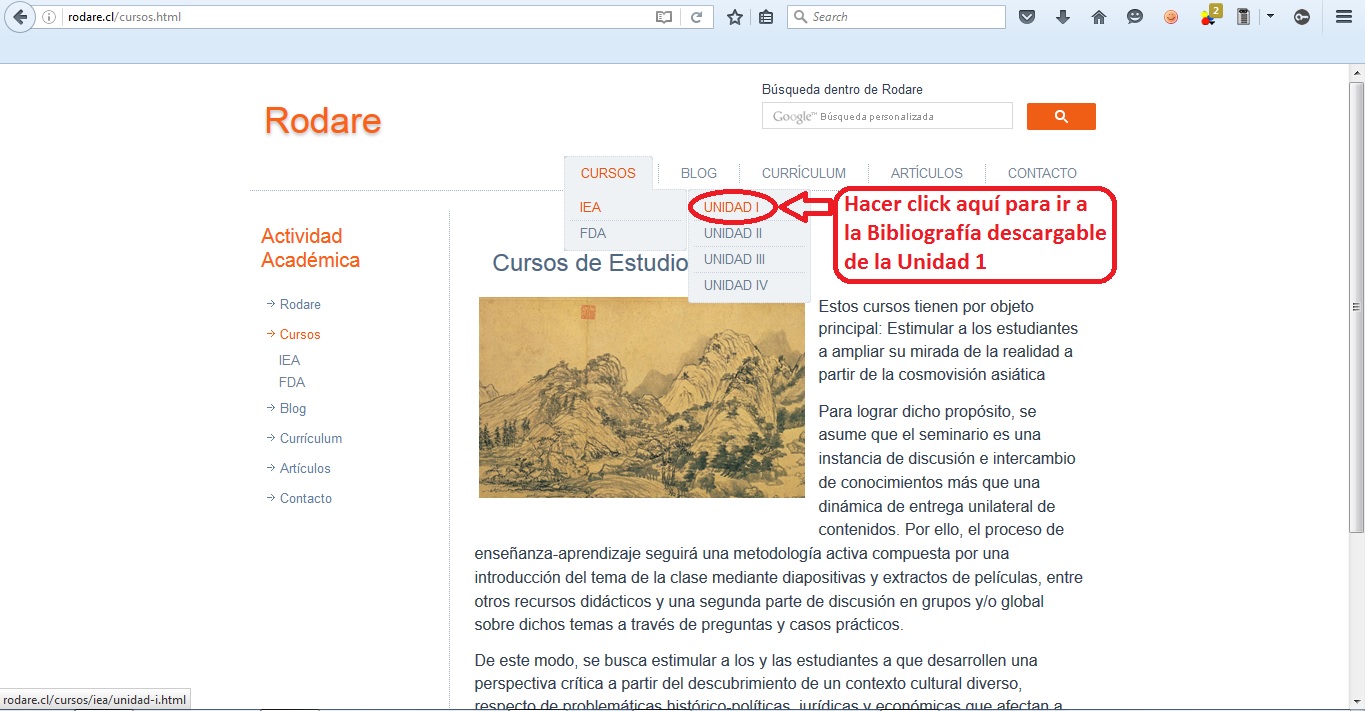 rodare.cl/cursos.html
Search
2
Búsqueda dentro de Rodare
Rodare
Google™ Búsqueda personalizada
CURSOS
BLOG
CURRÍCULUM
ARTÍCULOS
CONTACTO
IEA
FDA
UNIDAD I
UNIDAD II
UNIDAD III
UNIDAD IV
Hacer click aquí para ir a
la Bibliografía descargable
de la Unidad 1
Actividad
Académica
Rodare
Cursos
IEA
FDA
Blog
Currículum
Artículos
Contacto
Cursos de Estudio
Estos cursos tienen por objeto
principal: Estimular a los estudiantes
a ampliar su mirada de la realidad a
partir de la cosmovisión asiática
Para lograr dicho propósito, se
asume que el seminario es una
instancia de discusión e intercambio
de conocimientos más que una
dinámica de entrega unilateral de
contenidos. Por ello, el proceso de
enseñanza-aprendizaje seguirá una metodología activa compuesta por una
introducción del tema de la clase mediante diapositivas y extractos de películas, entre
otros recursos didácticos y una segunda parte de discusión en grupos y/o global
sobre dichos temas a través de preguntas y casos prácticos.
De este modo, se busca estimular a los y las estudiantes a que desarrollen una
perspectiva crítica a partir del descubrimiento de un contexto cultural diverso,
respecto de problemáticas histórico-políticas, jurídicas y económicas que afectan a
rodare.cl/cursos/iea/unidad-i.html